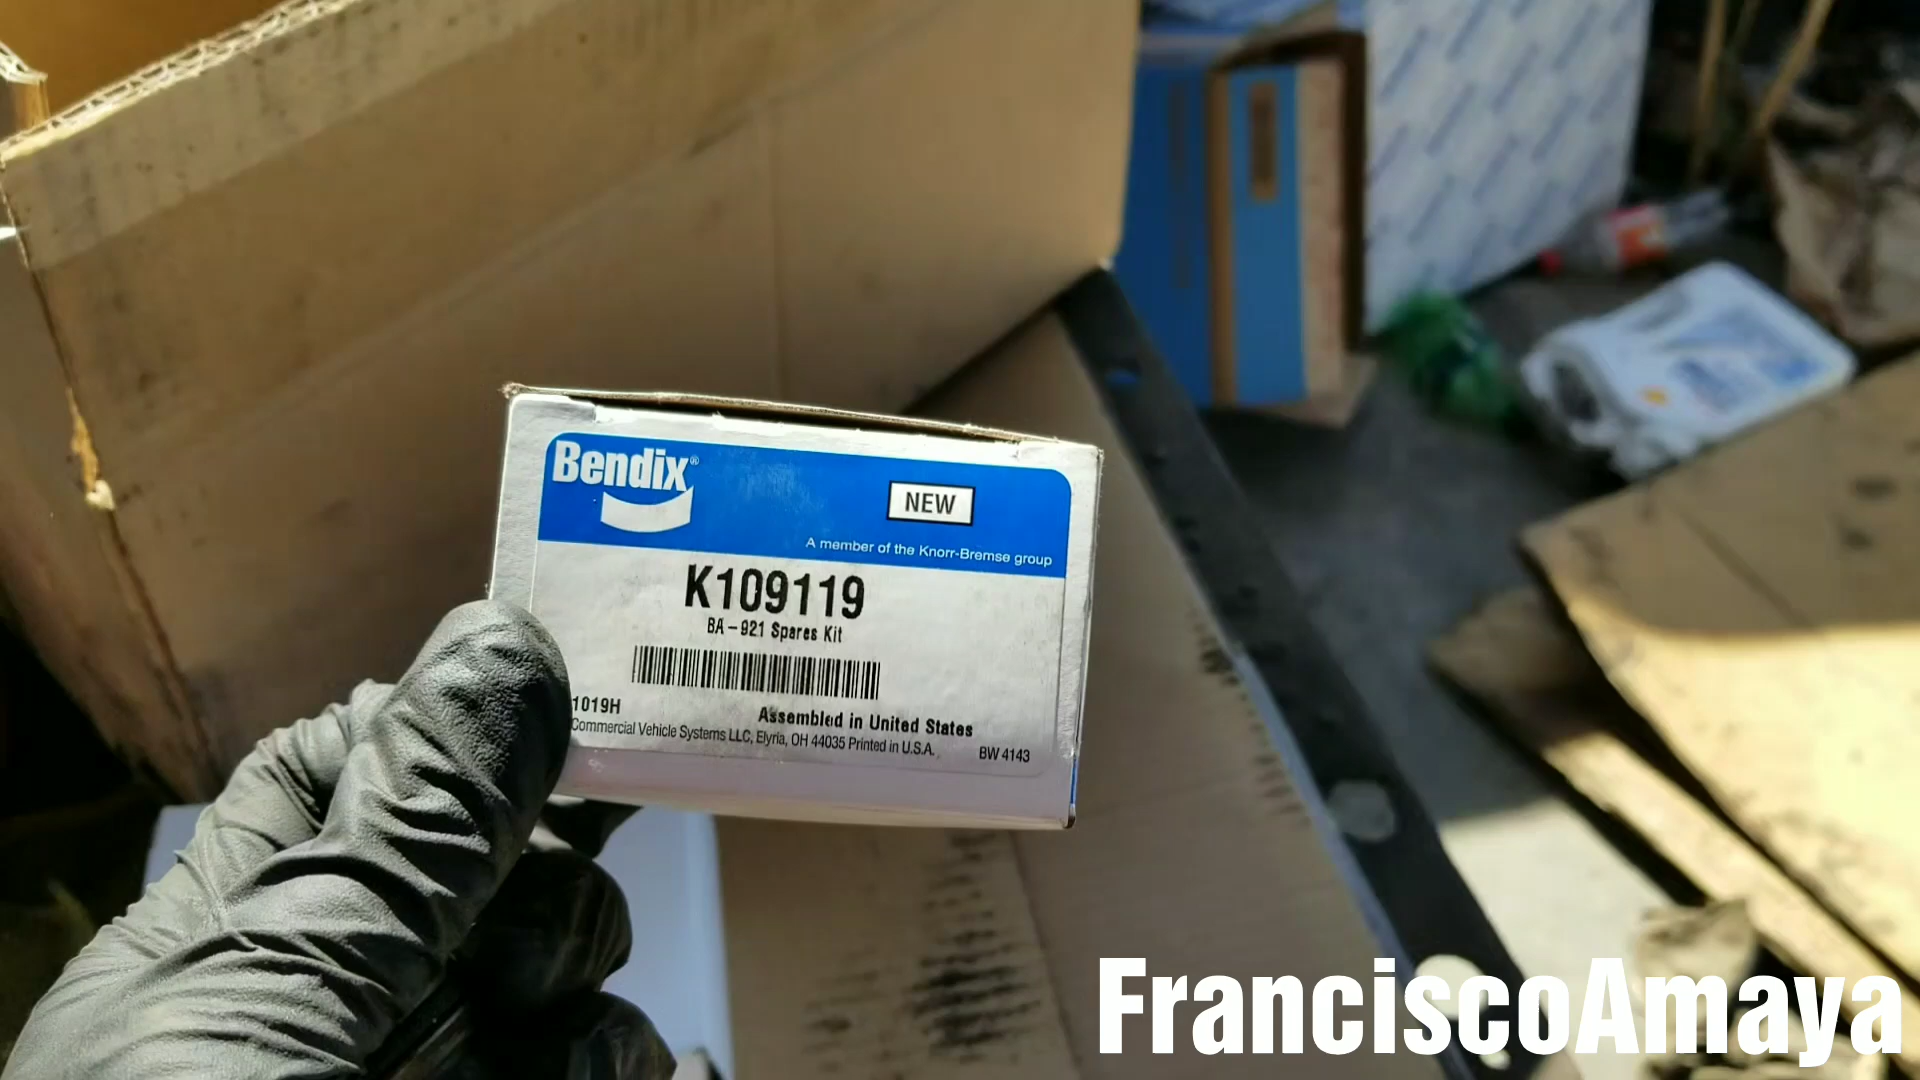 Bendix®
NEW
A member of the Knorr-Bremse group
K109119
BA-921 Spares Kit
1019H
Assembled in United States
Commercial Vehicle Systems LLC, Elyria, OH 44035 Printed in U.S.A.
BW 4143
FranciscoAmaya